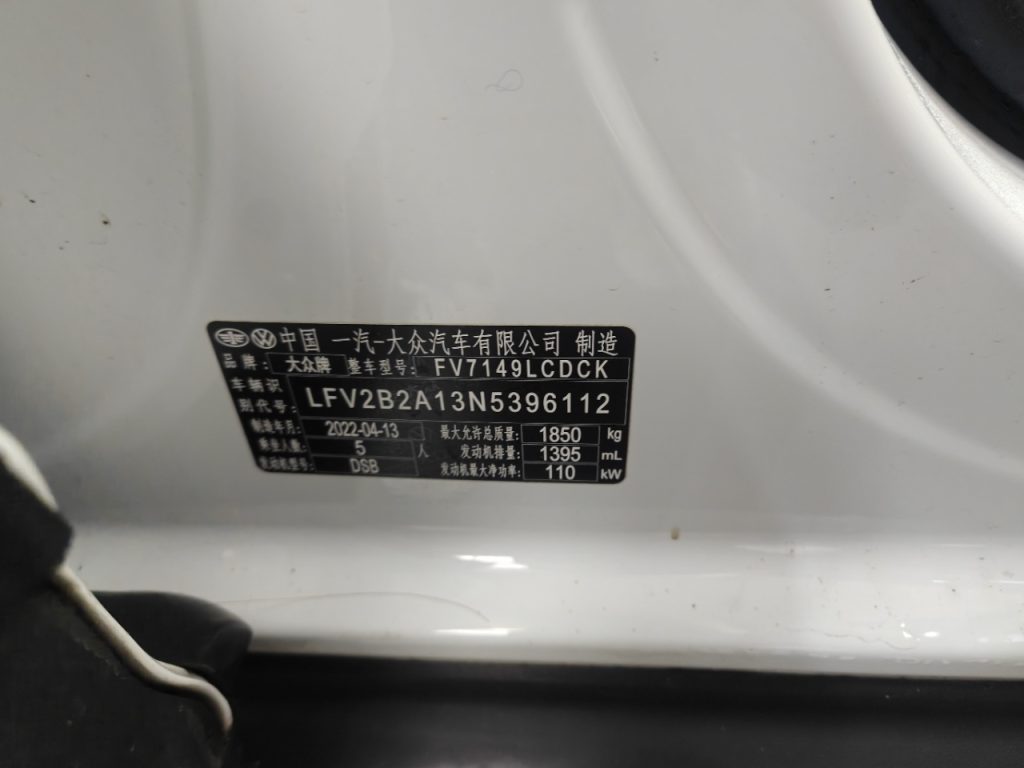 中国 一汽-大众汽车有限公司 制造
品牌: 大众牌 整车型号: FV7149LCDCK
车辆识别代号: LFV2B2A13N5396112
制造年月: 2022-04-13 最大允许总质量: 1850 kg
乘坐人数: 5 人 发动机排量: 1395 mL
发动机型号: DSB 发动机最大净功率: 110 kW